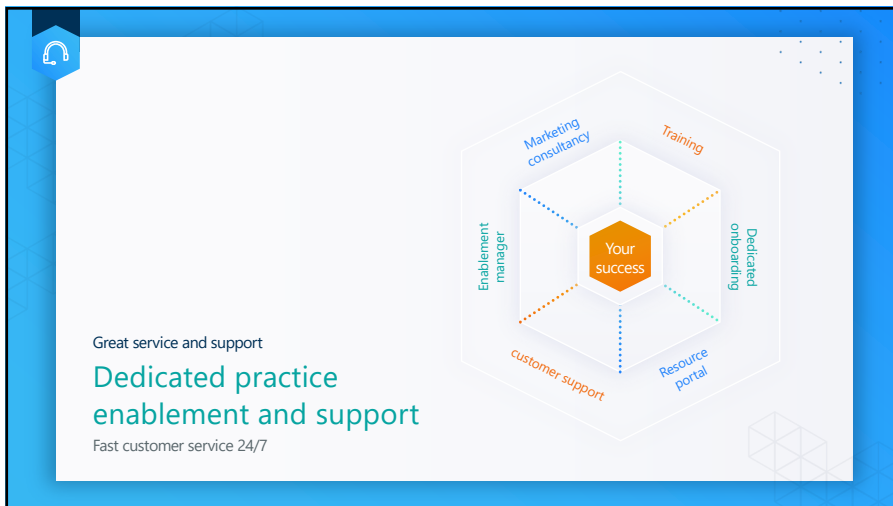 Marketing
consultancy
Training
Enablement
manager
Your
success
Dedicated
onboarding
customer support
Resource
portal
Great service and support
Dedicated practice
enablement and support
Fast customer service 24/7